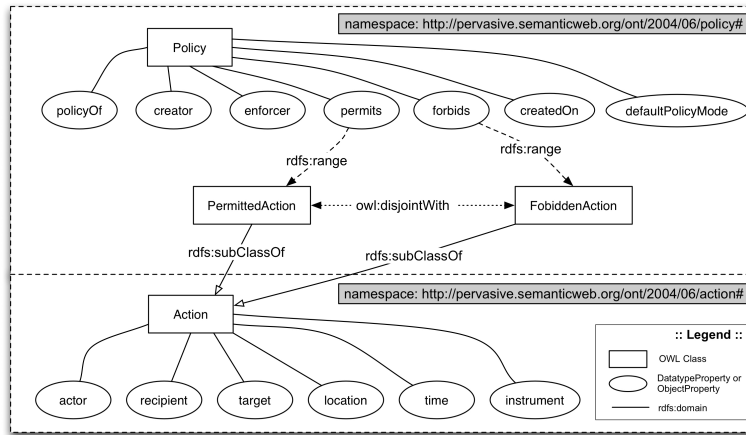 namespace: http://pervasive.semanticweb.org/ont/2004/06/policy#
Policy
policyOf
creator
enforcer
permits
forbids
createdOn
defaultPolicyMode
rdfs:range
rdfs:range
PermittedAction
owl:disjointWith
FobiddenAction
rdfs:subClassOf
rdfs:subClassOf
namespace: http://pervasive.semanticweb.org/ont/2004/06/action#
Action
actor
recipient
target
location
time
instrument
:: Legend ::
OWL Class
DatatypeProperty or
ObjectProperty
rdfs:domain